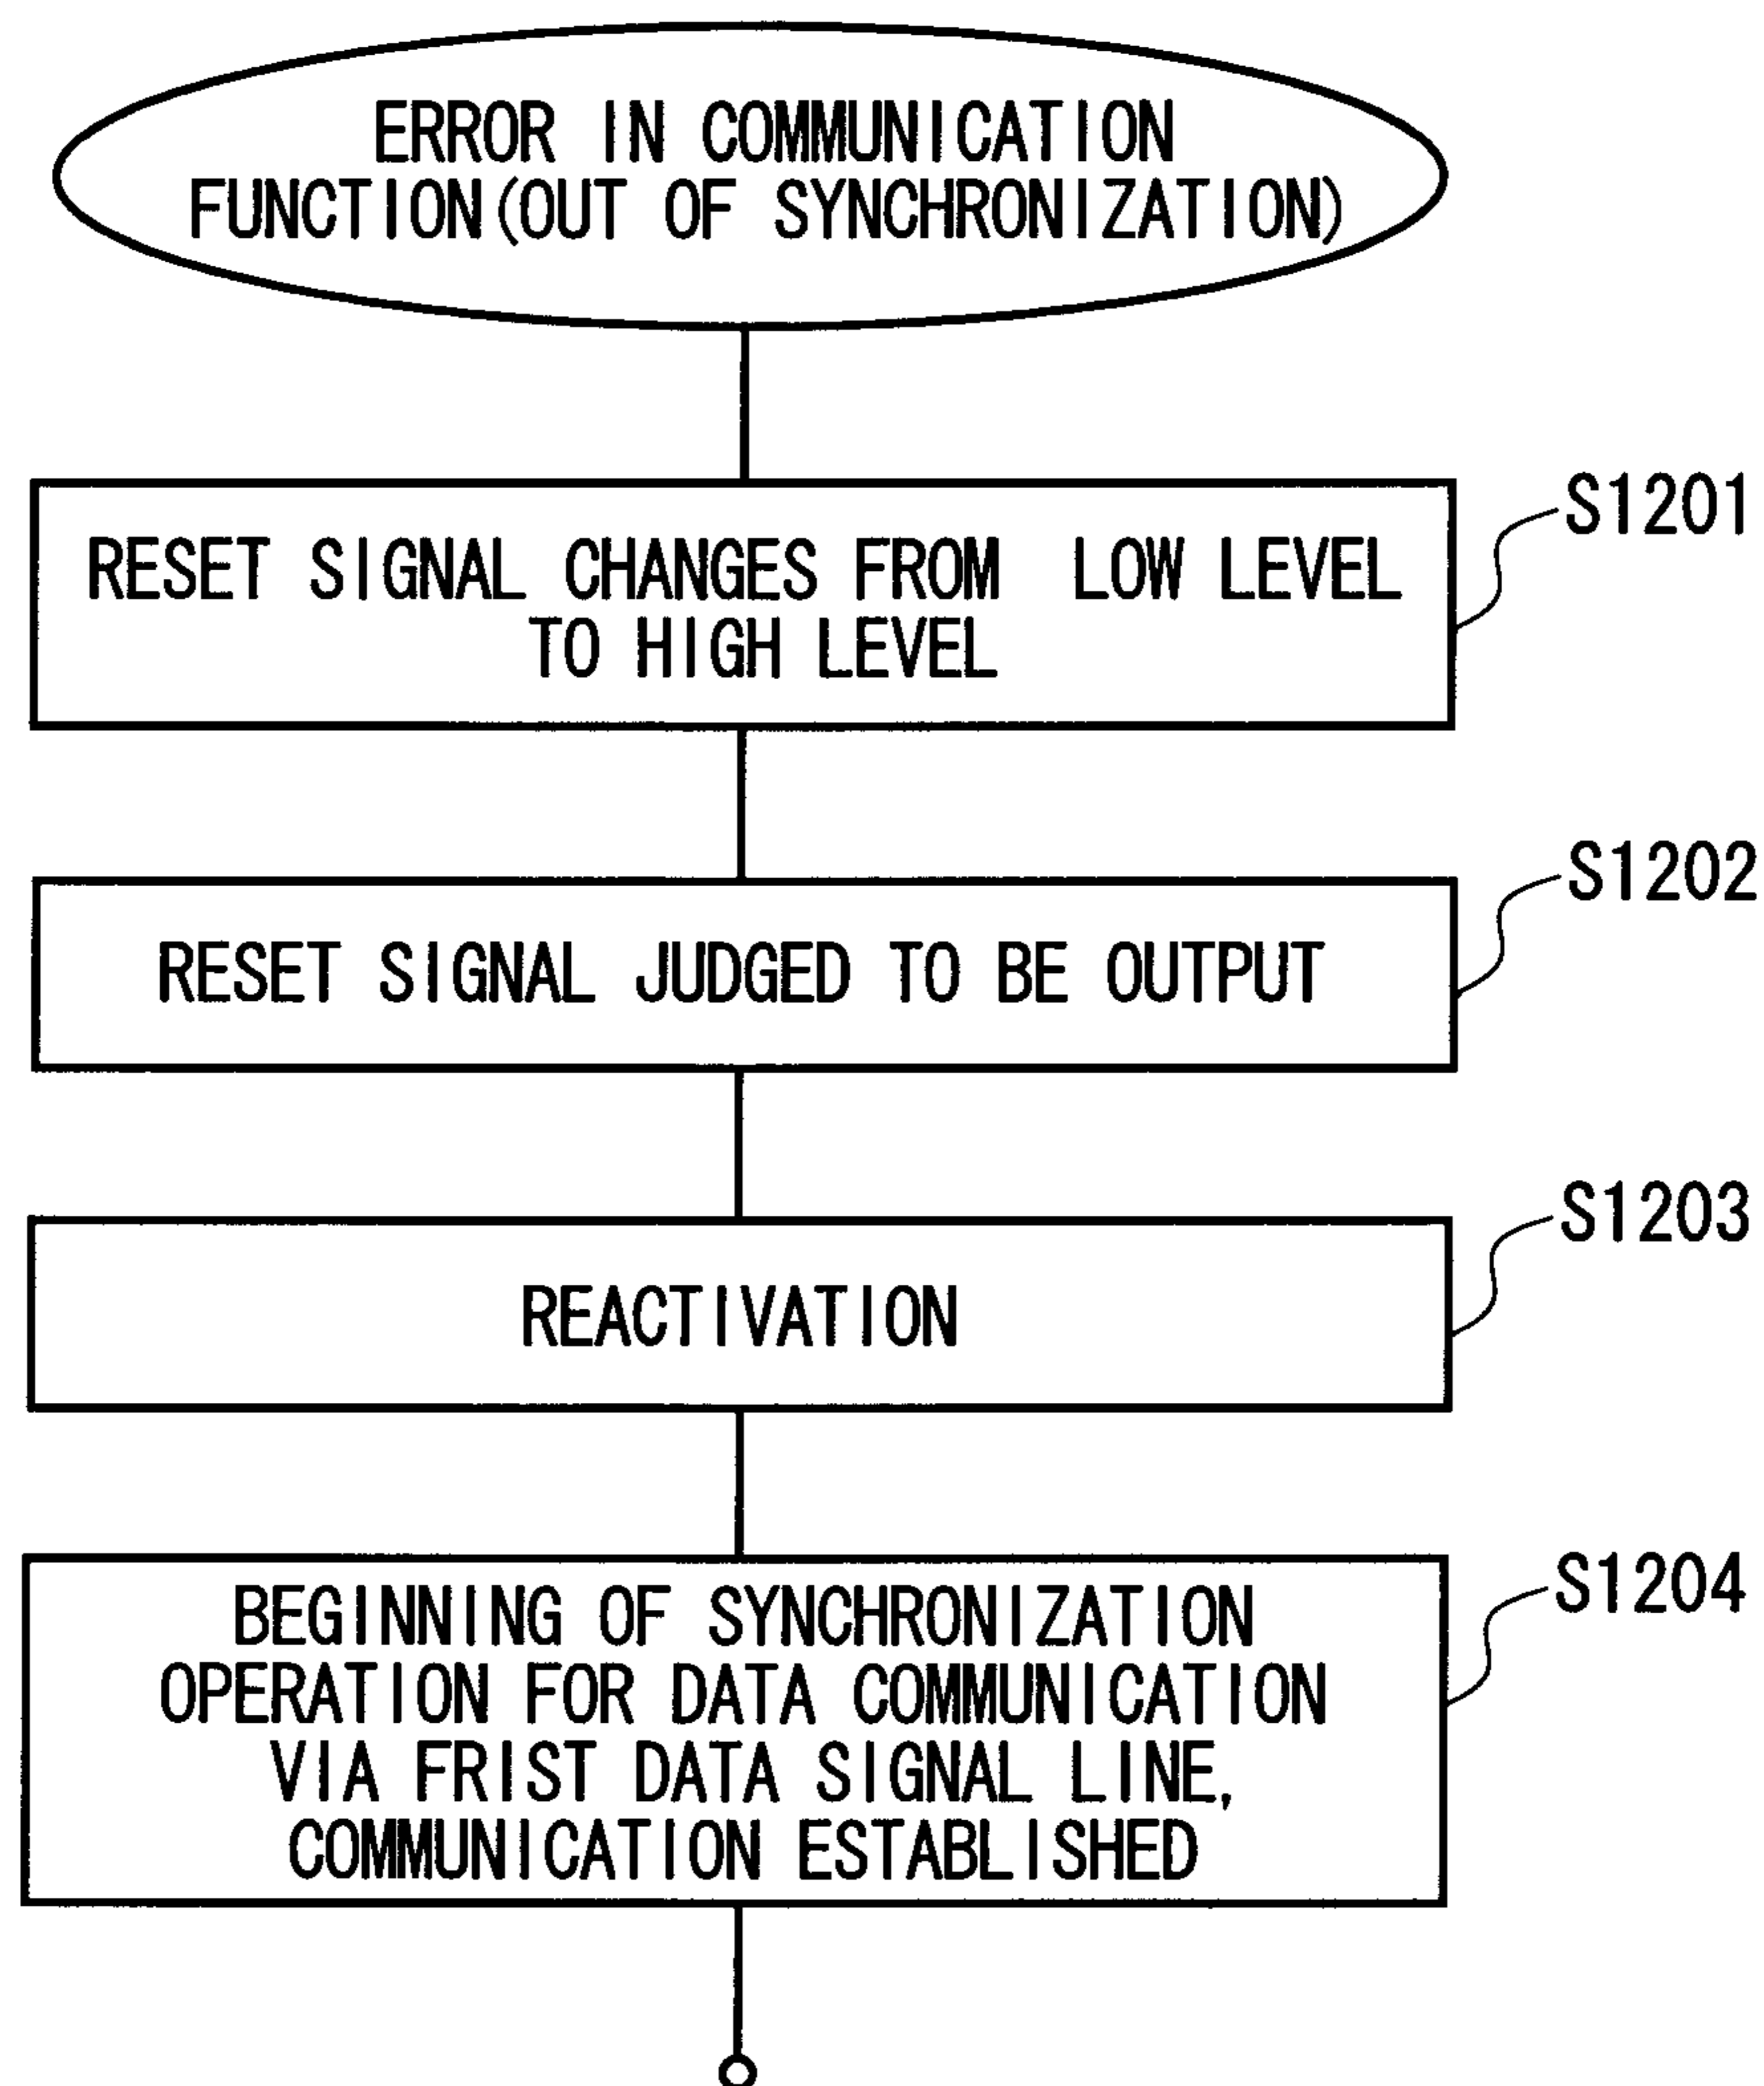 ERROR IN COMMUNICATION
FUNCTION(OUT OF SYNCHRONIZATION)
S1201
RESET SIGNAL CHANGES FROM LOW LEVEL
TO HIGH LEVEL
S1202
RESET SIGNAL JUDGED TO BE OUTPUT
S1203
REACTIVATION
S1204
BEGINNING OF SYNCHRONIZATION
OPERATION FOR DATA COMMUNICATION
VIA FRIST DATA SIGNAL LINE,
COMMUNICATION ESTABLISHED